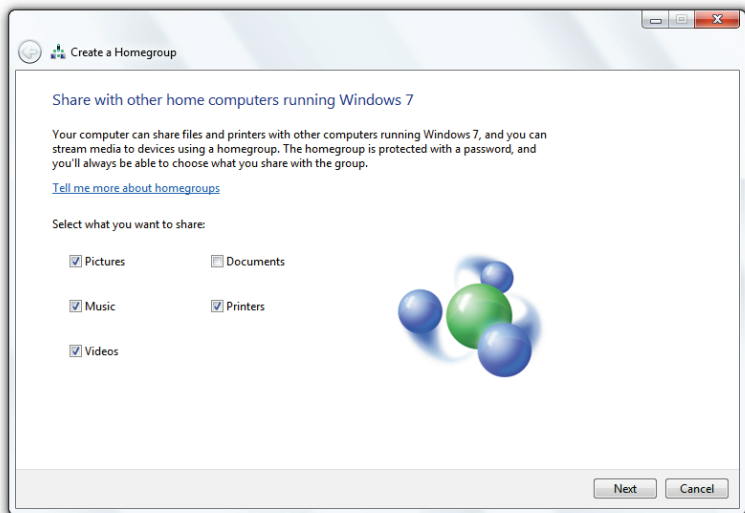 Create a Homegroup
Share with other home computers running Windows 7
Your computer can share files and printers with other computers running Windows 7, and you can
stream media to devices using a homegroup. The homegroup is protected with a password, and
you'll always be able to choose what you share with the group.
Tell me more about homegroups
Select what you want to share:
Pictures Documents
Music Printers
Videos
Next Cancel